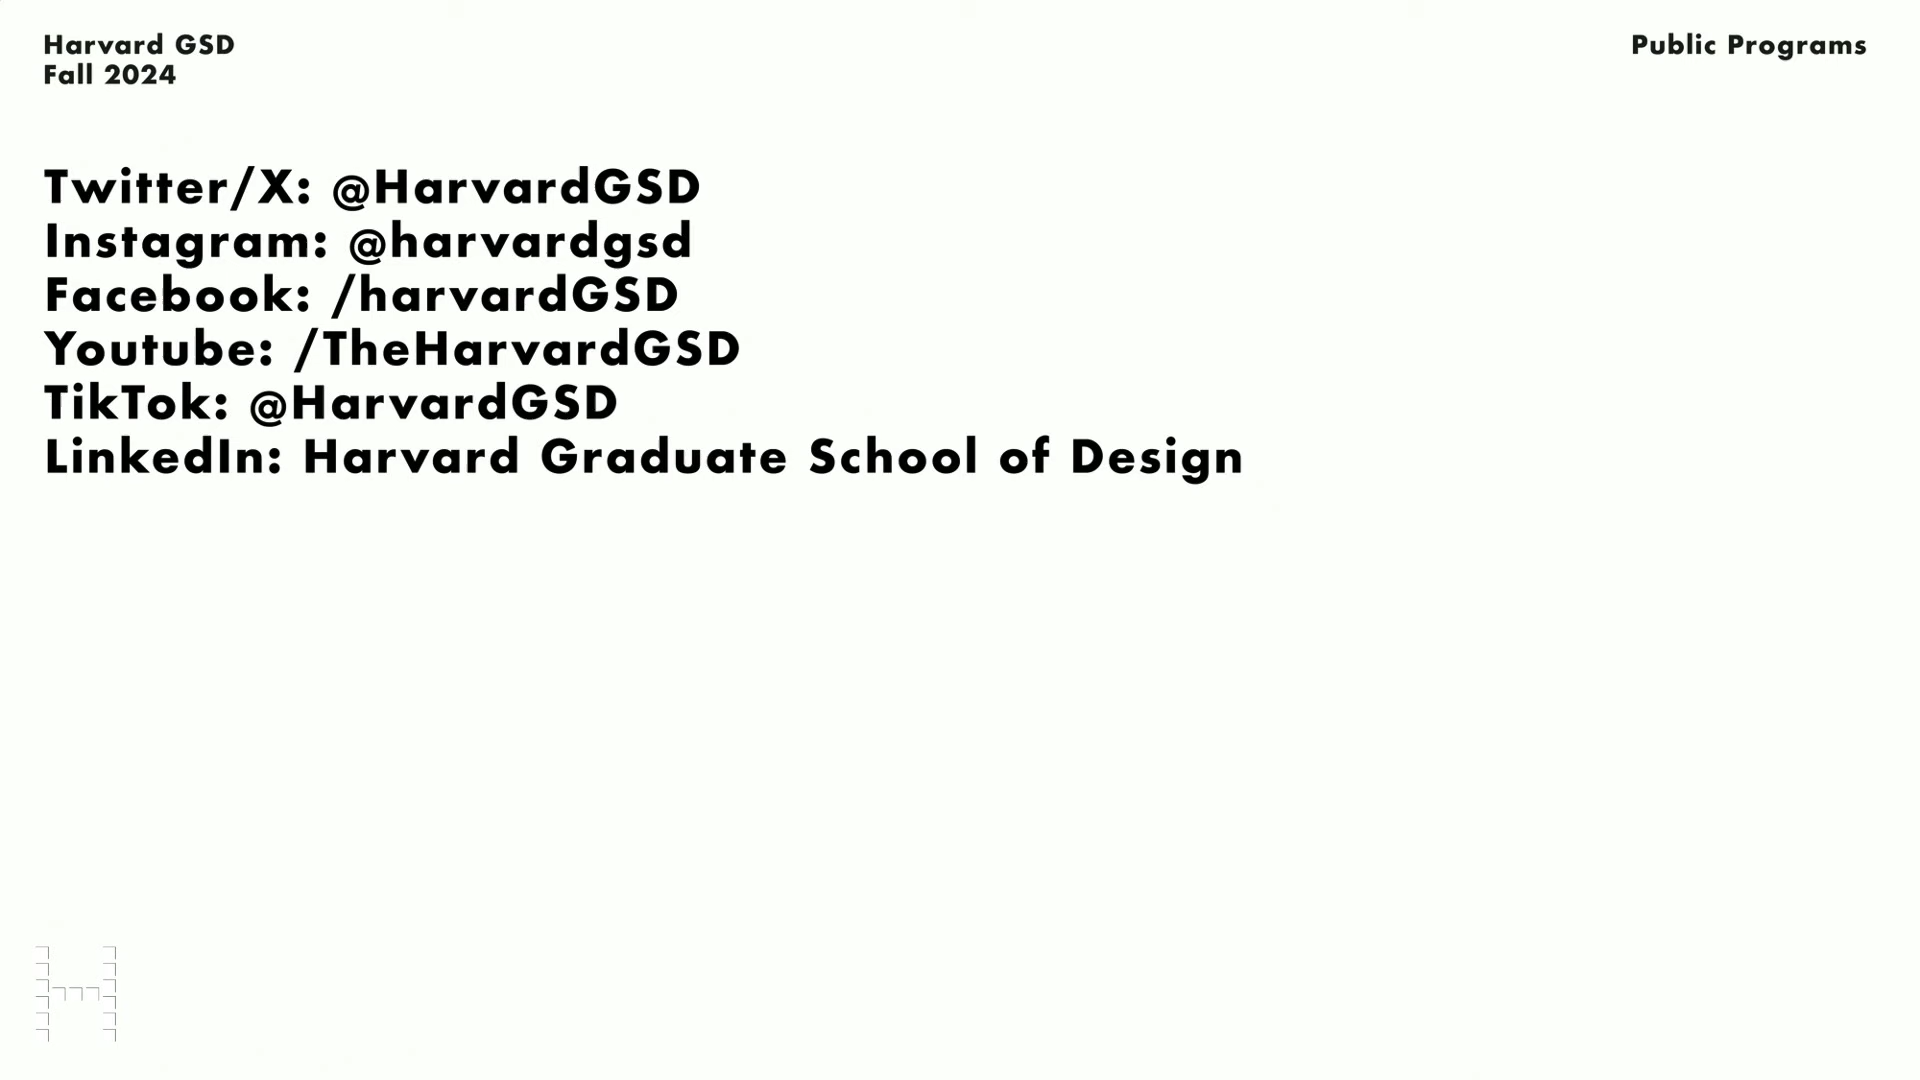 Harvard GSD
Fall 2024
Public Programs
Twitter/X: @HarvardGSD
Instagram: @harvardgsd
Facebook: /harvardGSD
Youtube: /TheHarvardGSD
TikTok: @HarvardGSD
LinkedIn: Harvard Graduate School of Design